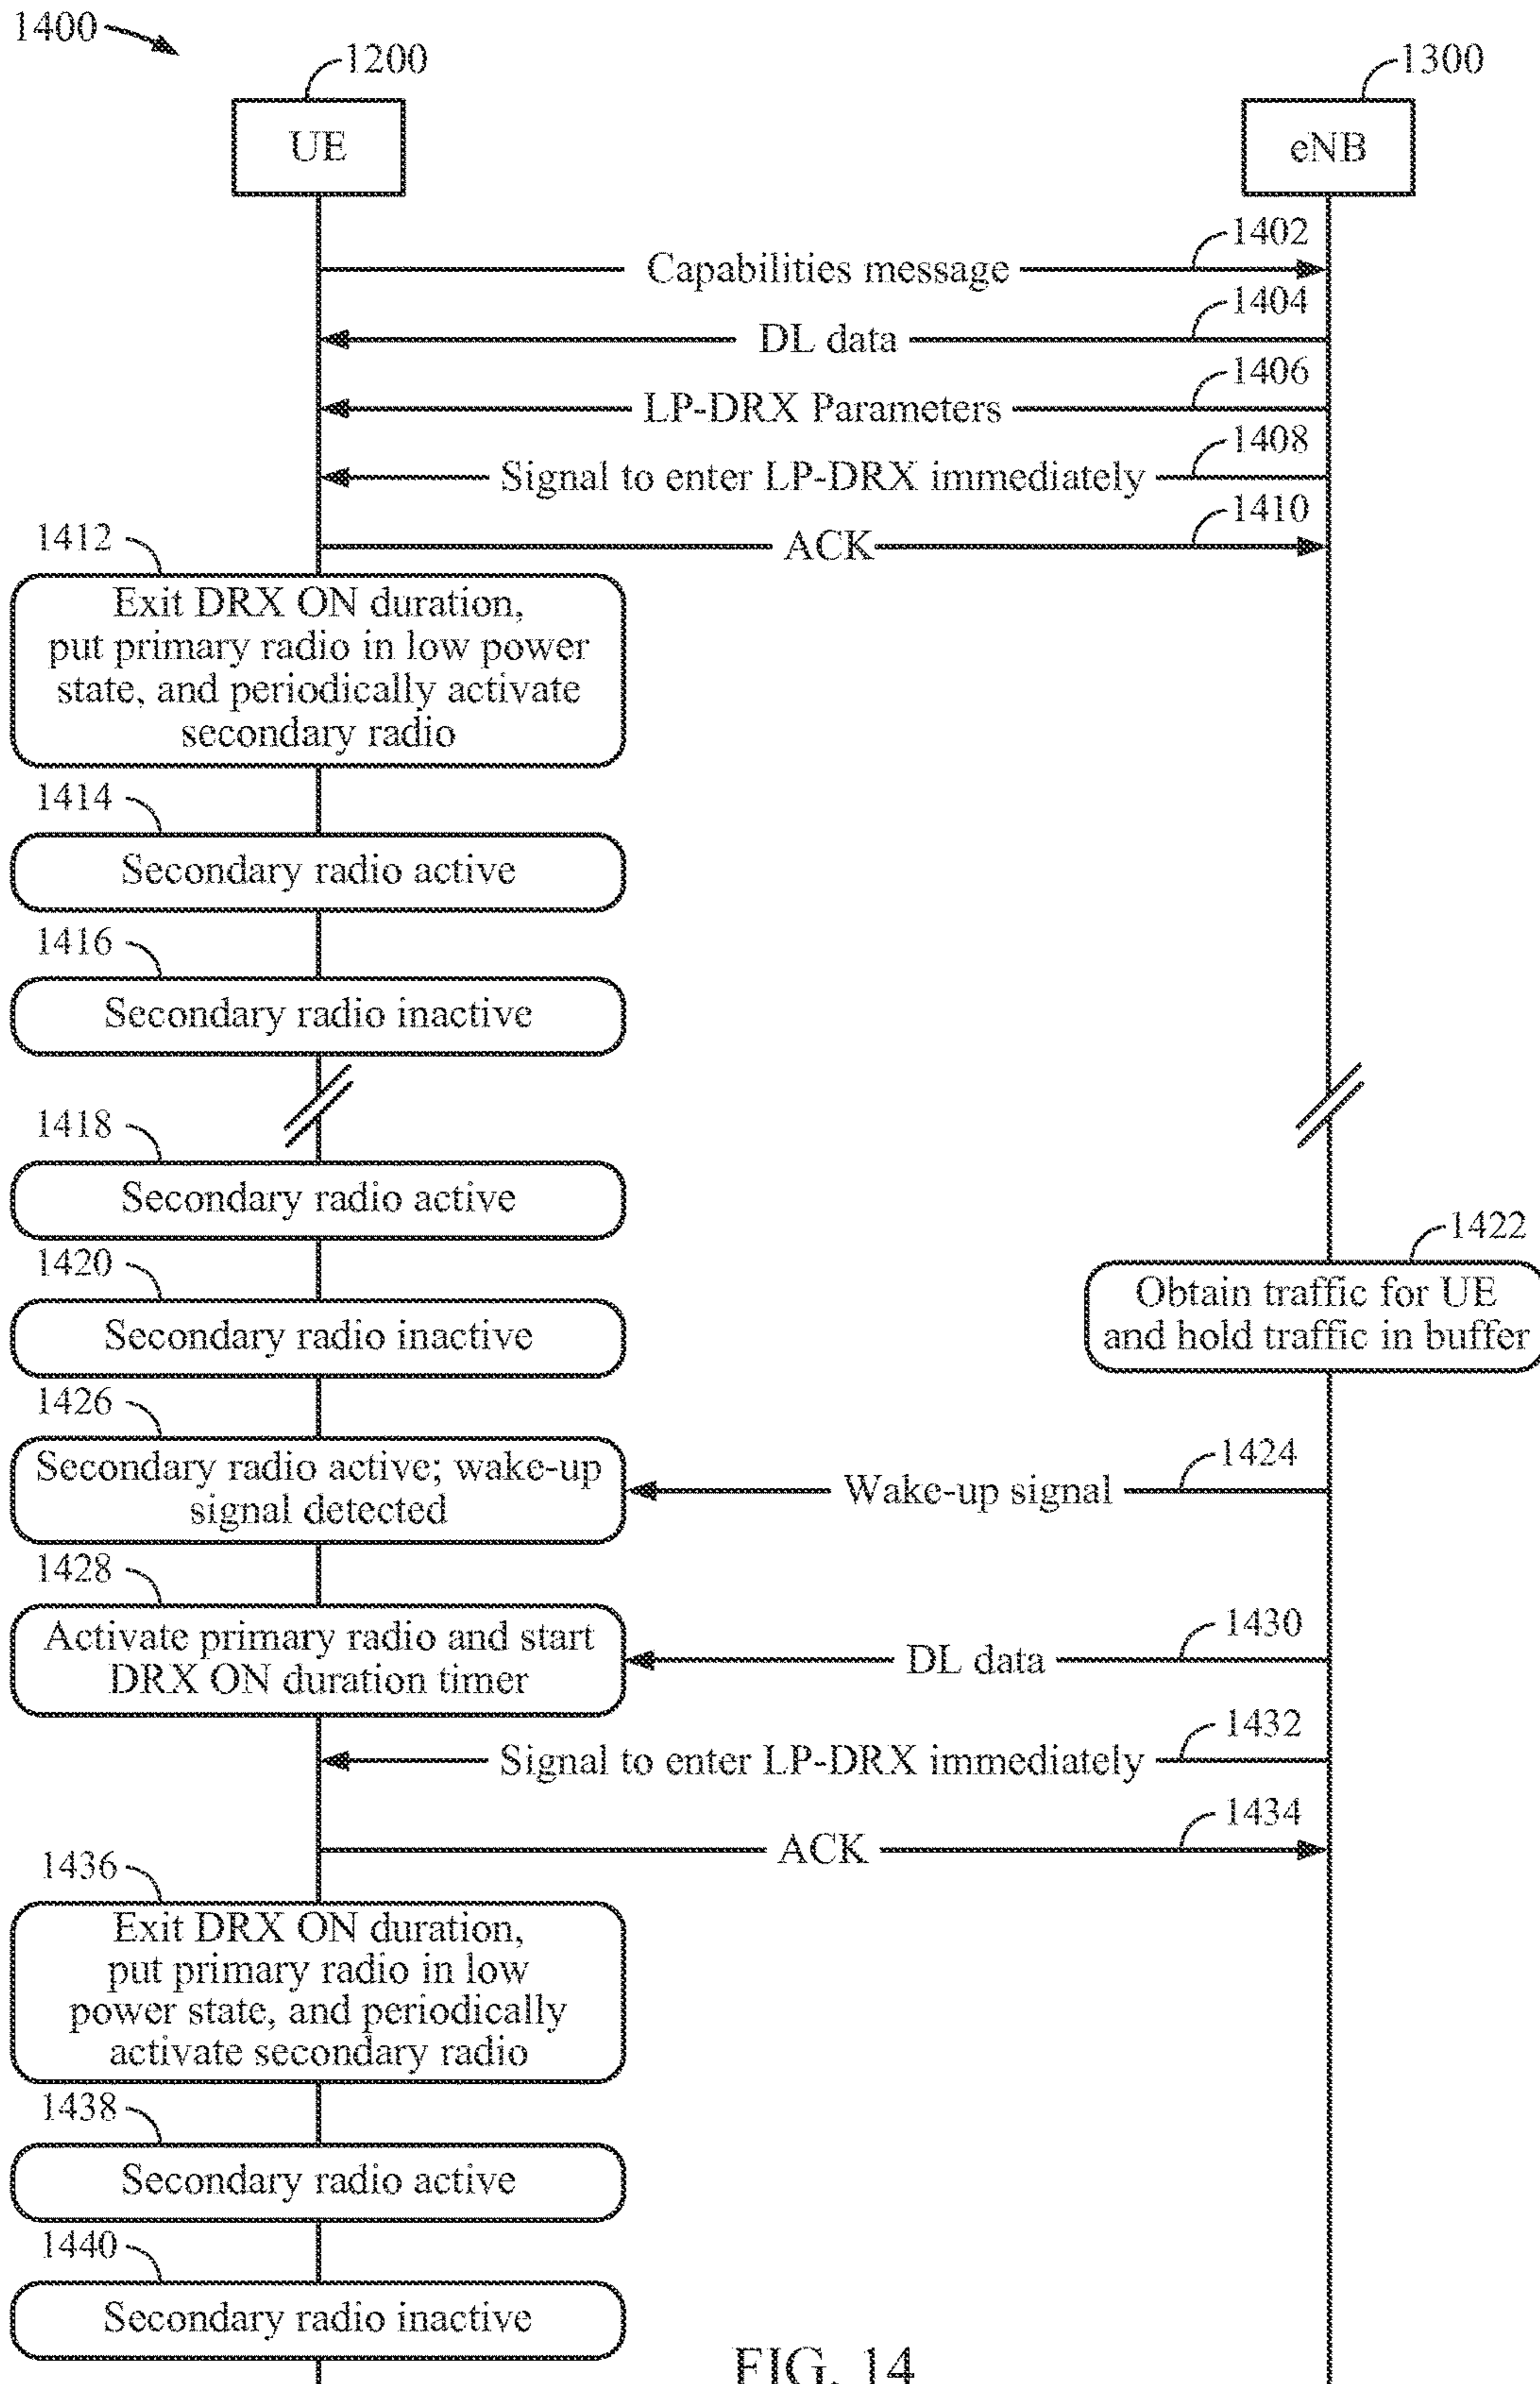 1400
1200
1300
UE
eNB
1402
Capabilities message
1404
DL data
1406
LP-DRX Parameters
1408
Signal to enter LP-DRX immediately
1410
ACK
1412
Exit DRX ON duration,
put primary radio in low power
state, and periodically activate
secondary radio
1414
Secondary radio active
1416
Secondary radio inactive
1418
Secondary radio active
1420
Secondary radio inactive
1422
Obtain traffic for UE
and hold traffic in buffer
1424
Wake-up signal
1426
Secondary radio active; wake-up
signal detected
1428
Activate primary radio and start
DRX ON duration timer
1430
DL data
1432
Signal to enter LP-DRX immediately
1434
ACK
1436
Exit DRX ON duration,
put primary radio in low
power state, and periodically
activate secondary radio
1438
Secondary radio active
1440
Secondary radio inactive
FIG. 14